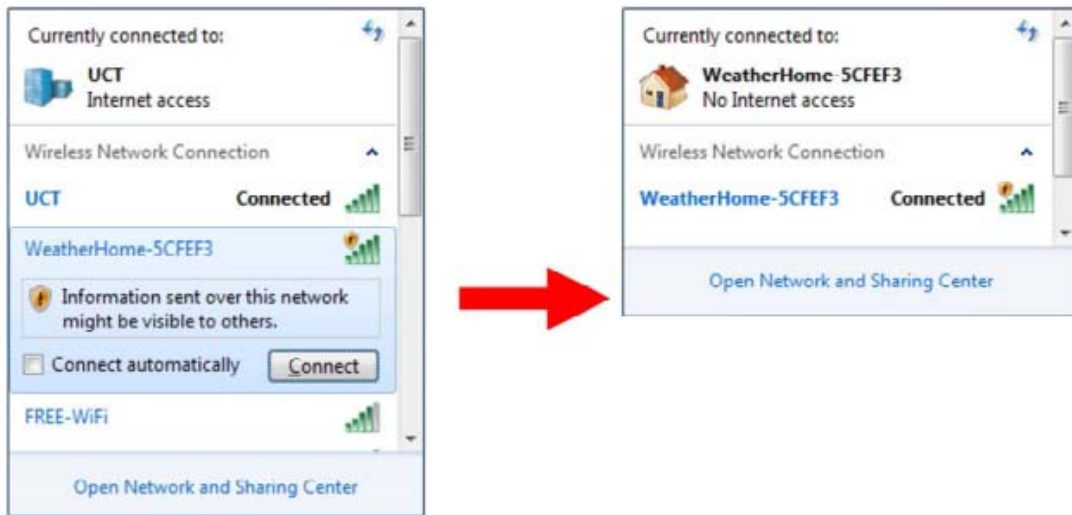 Currently connected to:
UCT
Internet access
Wireless Network Connection
UCT Connected
WeatherHome-5CFEF3
Information sent over this network
might be visible to others.
Connect automatically Connect
FREE-WiFi
Open Network and Sharing Center
Currently connected to:
WeatherHome-5CFEF3
No Internet access
Wireless Network Connection
WeatherHome-5CFEF3 Connected
Open Network and Sharing Center